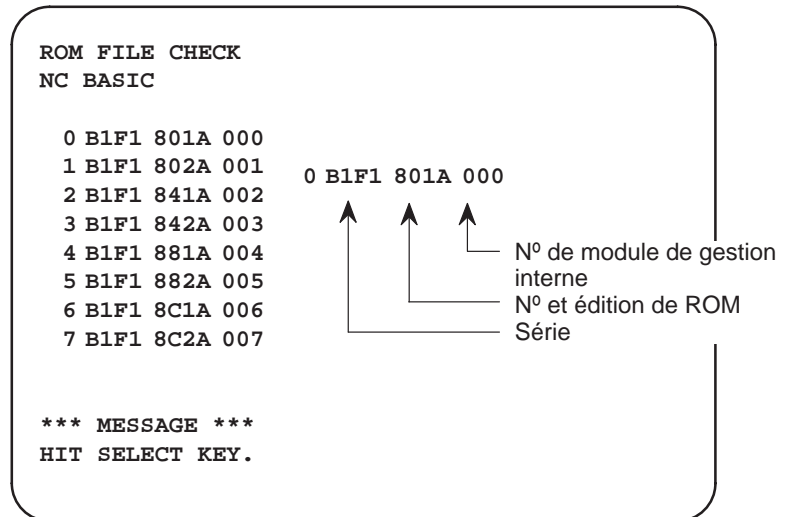 ROM FILE CHECK
NC BASIC
0 B1F1 801A 000
1 B1F1 802A 001
2 B1F1 841A 002
3 B1F1 842A 003
4 B1F1 881A 004
5 B1F1 882A 005
6 B1F1 8C1A 006
7 B1F1 8C2A 007
0 B1F1 801A 000
Nº de module de gestion
interne
Nº et édition de ROM
Série
*** MESSAGE ***
HIT SELECT KEY.